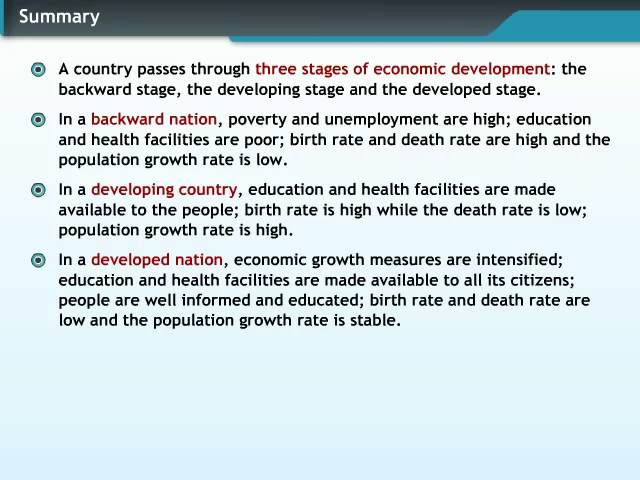 Summary
A country passes through three stages of economic development: the
backward stage, the developing stage and the developed stage.
In a backward nation, poverty and unemployment are high; education
and health facilities are poor; birth rate and death rate are high and the
population growth rate is low.
In a developing country, education and health facilities are made
available to the people; birth rate is high while the death rate is low;
population growth rate is high.
In a developed nation, economic growth measures are intensified;
education and health facilities are made available to all its citizens;
people are well informed and educated; birth rate and death rate are
low and the population growth rate is stable.